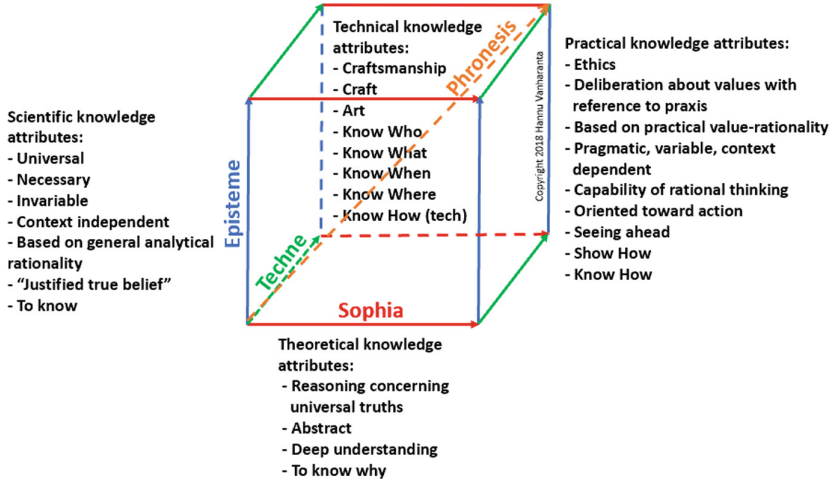 Technical knowledge
attributes:
- Craftsmanship
- Craft
- Art
- Know Who
- Know What
- Know When
- Know Where
- Know How (tech)
Phronesis
Copyright 2018 Hannu Vanharanta
Practical knowledge attributes:
- Ethics
- Deliberation about values with
reference to praxis
- Based on practical value-rationality
- Pragmatic, variable, context
dependent
- Capability of rational thinking
- Oriented toward action
- Seeing ahead
- Show How
- Know How
Scientific knowledge
attributes:
- Universal
- Necessary
- Invariable
- Context independent
- Based on general analytical
rationality
- “Justified true belief”
- To know
Episteme
Techne
Sophia
Theoretical knowledge
attributes:
- Reasoning concerning
universal truths
- Abstract
- Deep understanding
- To know why